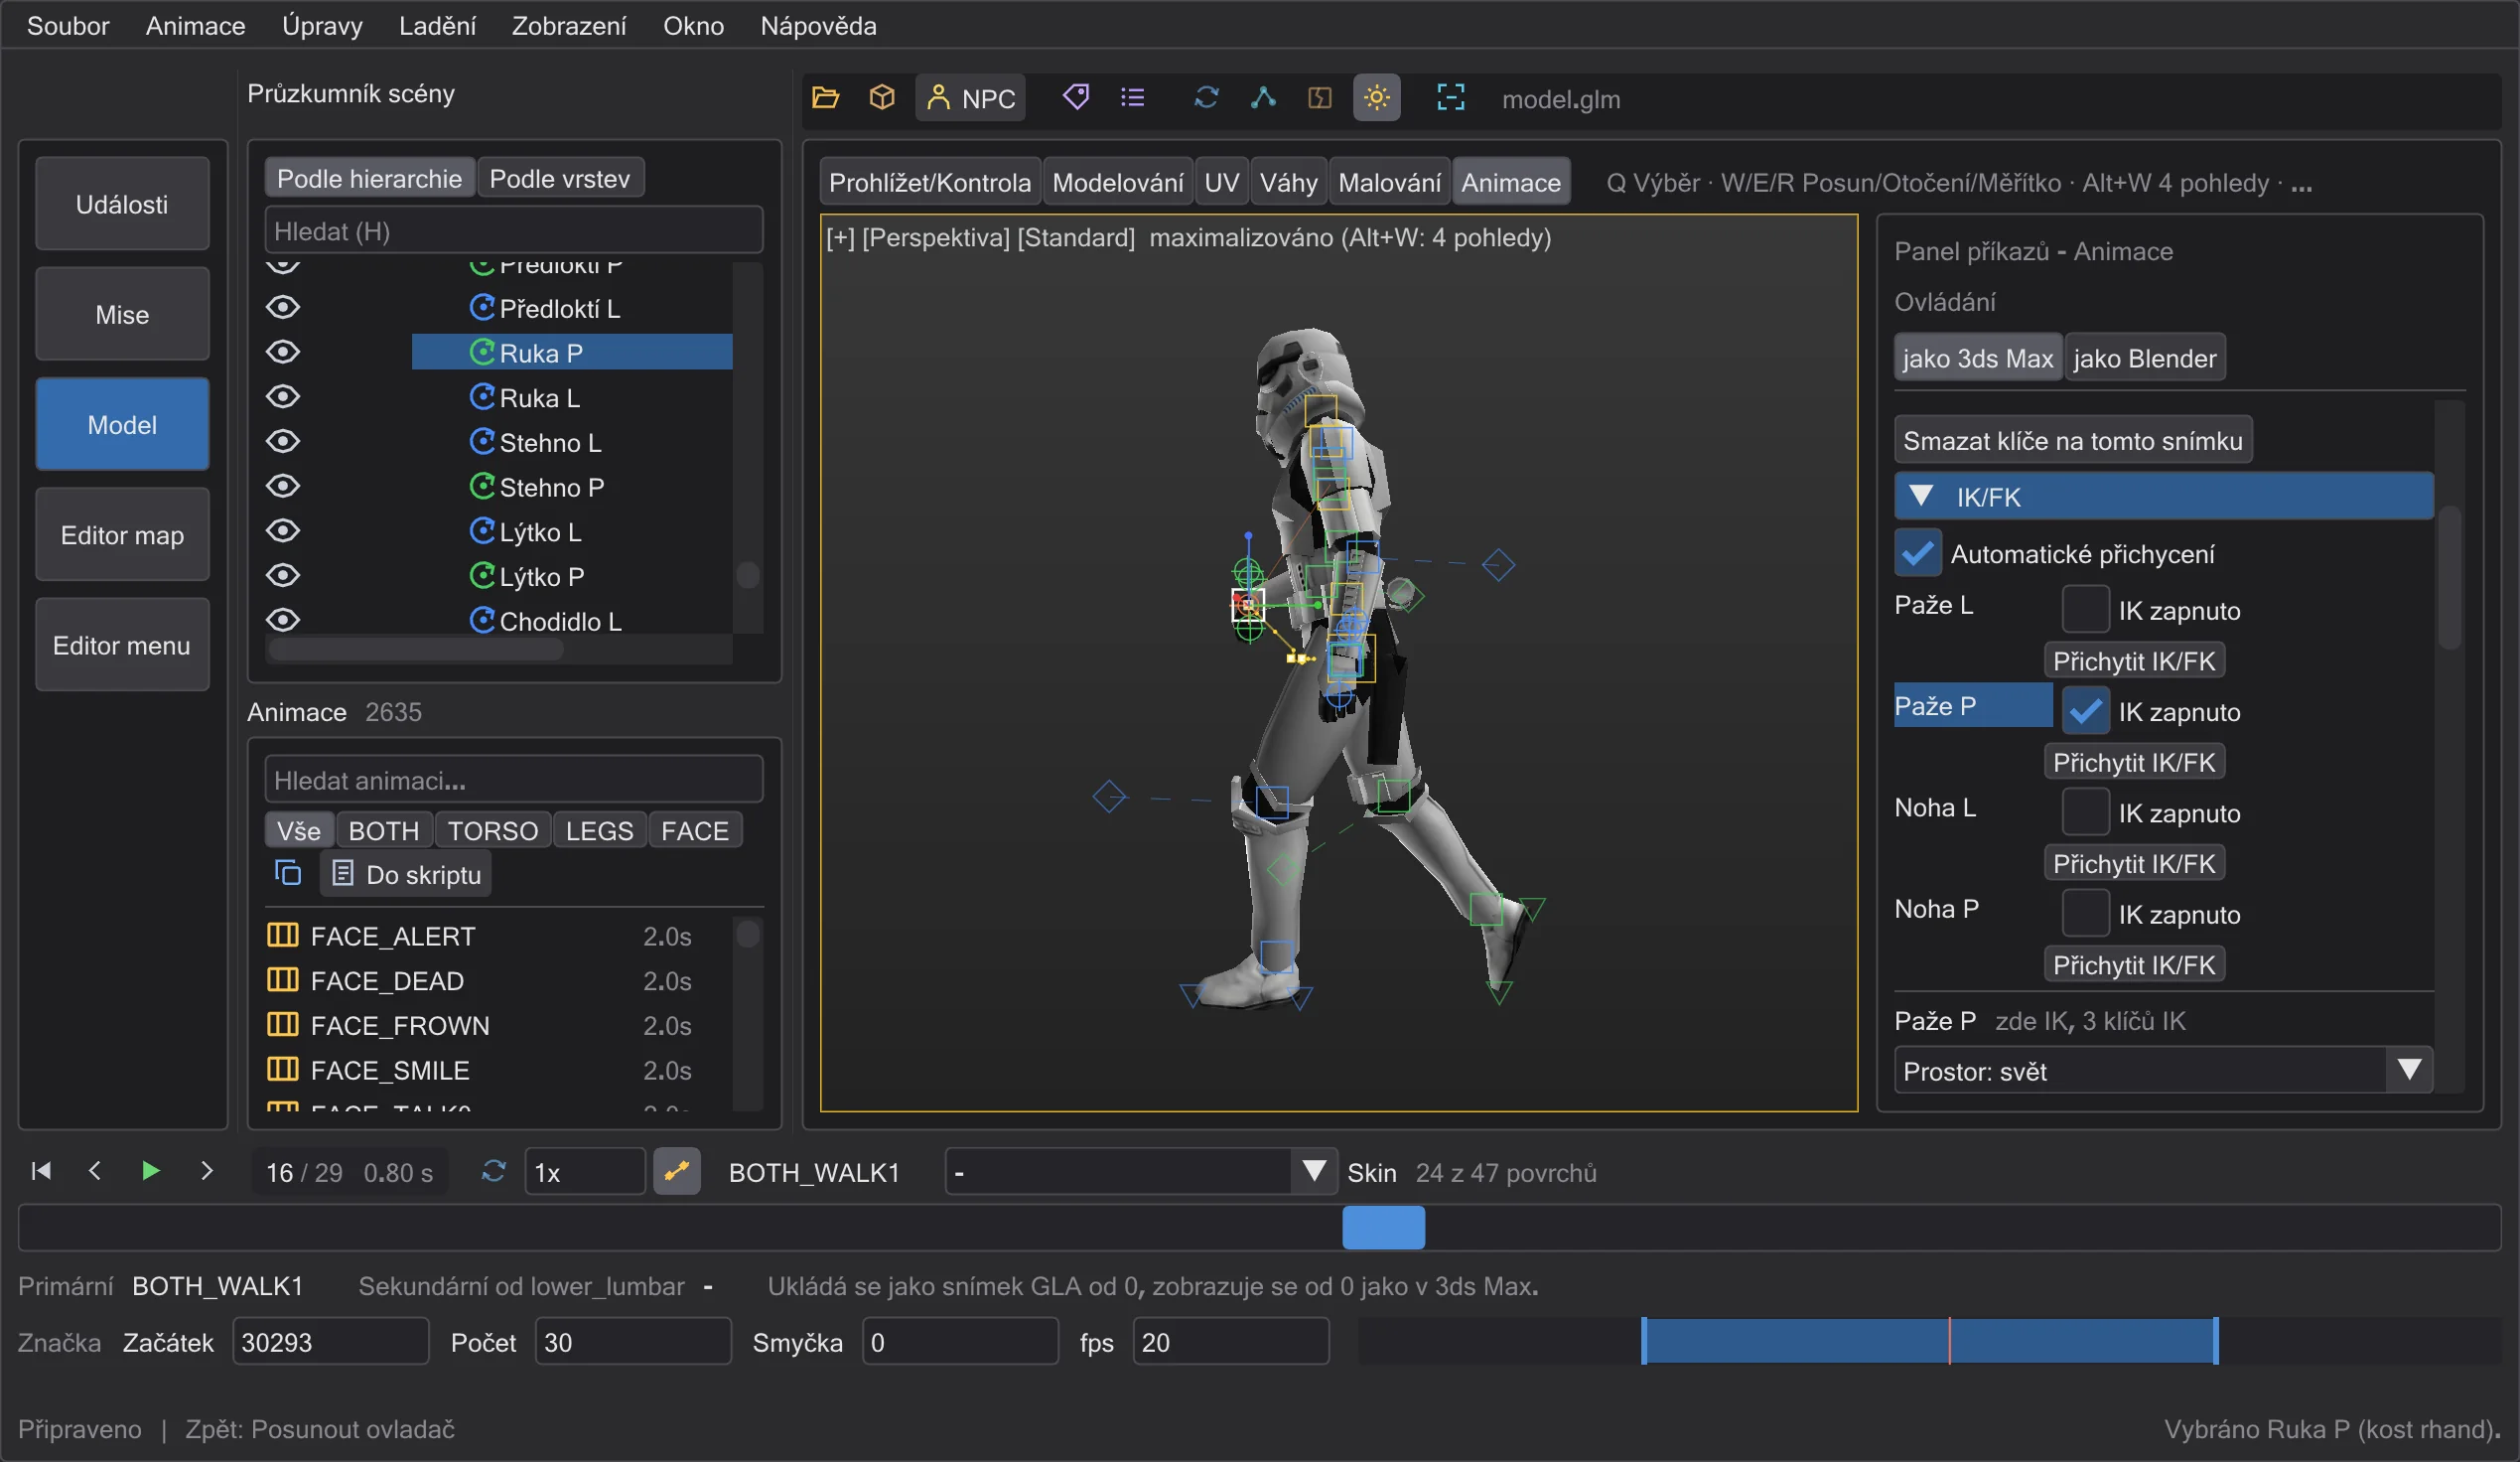 Soubor Animace Úpravy Ladění Zobrazení Okno Nápověda
Průzkumník scény
NPC
model.glm
Události
Mise
Model
Editor map
Editor menu
Podle hierarchie Podle vrstev
Hledat (H)
Předloktí P
Předloktí L
Ruka P
Ruka L
Stehno L
Stehno P
Lýtko L
Lýtko P
Chodidlo L
Animace 2635
Hledat animaci...
Vše BOTH TORSO LEGS FACE
Do skriptu
FACE_ALERT 2.0s
FACE_DEAD 2.0s
FACE_FROWN 2.0s
FACE_SMILE 2.0s
Prohlížet/Kontrola Modelování UV Váhy Malování Animace Q Výběr · W/E/R Posun/Otočení/Měřítko · Alt+W 4 pohledy · ...
[+] [Perspektiva] [Standard] maximalizováno (Alt+W: 4 pohledy)
Panel příkazů - Animace
Ovládání
jako 3ds Max jako Blender
Smazat klíče na tomto snímku
IK/FK
Automatické přichycení
Paže L IK zapnuto
Přichytit IK/FK
Paže P IK zapnuto
Přichytit IK/FK
Noha L IK zapnuto
Přichytit IK/FK
Noha P IK zapnuto
Přichytit IK/FK
Paže P zde IK, 3 klíčů IK
Prostor: svět
16 / 29 0.80 s 1x BOTH_WALK1 - Skin 24 z 47 povrchů
Primární BOTH_WALK1 Sekundární od lower_lumbar - Ukládá se jako snímek GLA od 0, zobrazuje se od 0 jako v 3ds Max.
Značka Začátek 30293 Počet 30 Smyčka 0 fps 20
Připraveno | Zpět: Posunout ovladač
Vybráno Ruka P (kost rhand).